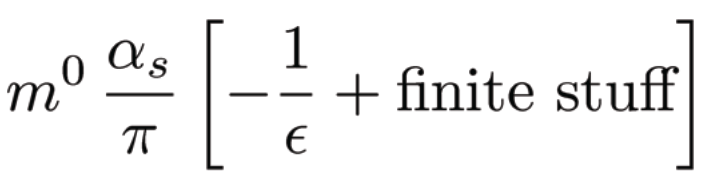 m^0 \frac{\alpha_s}{\pi} \left[ -\frac{1}{\epsilon} + \text{finite stuff} \right]